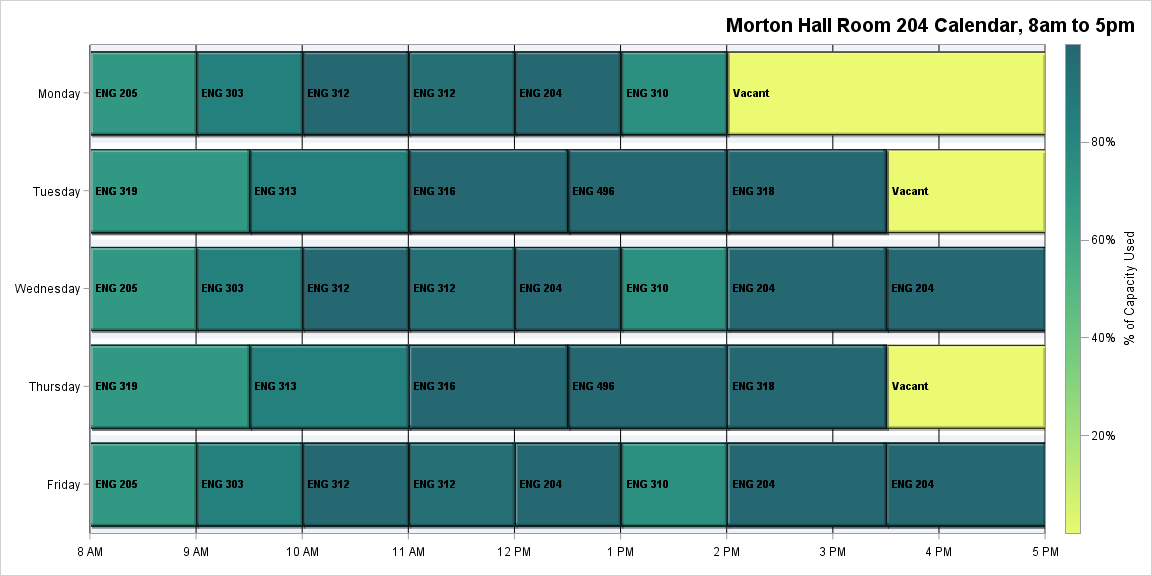 Morton Hall Room 204 Calendar, 8am to 5pm
Monday
ENG 205
ENG 303
ENG 312
ENG 312
ENG 204
ENG 310
Vacant
Tuesday
ENG 319
ENG 313
ENG 316
ENG 496
ENG 318
Vacant
Wednesday
ENG 205
ENG 303
ENG 312
ENG 312
ENG 204
ENG 310
ENG 204
ENG 204
Thursday
ENG 319
ENG 313
ENG 316
ENG 496
ENG 318
Vacant
Friday
ENG 205
ENG 303
ENG 312
ENG 312
ENG 204
ENG 310
ENG 204
ENG 204
8 AM
9 AM
10 AM
11 AM
12 PM
1 PM
2 PM
3 PM
4 PM
5 PM
80%
60%
40%
20%
% of Capacity Used